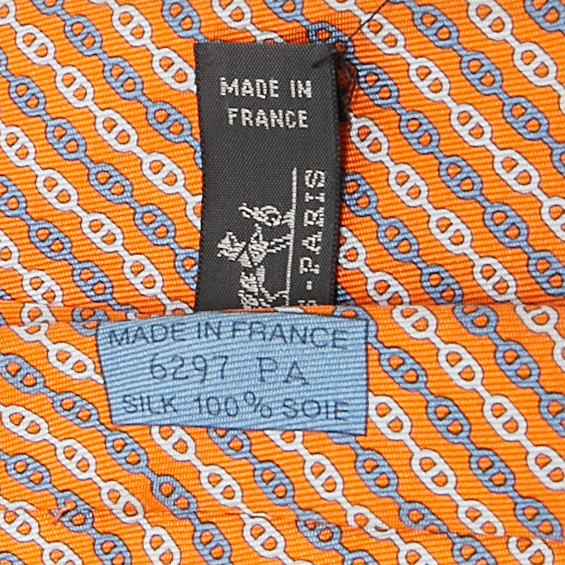 MADE IN
FRANCE
S-PARIS
MADE IN FRANCE
6297 PA
SILK 100% SOIE